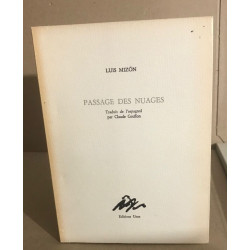 LUIS MIZÓN
PASSAGE DES NUAGES
Traduit de l'espagnol
par Claude Couffon
Editions Unes